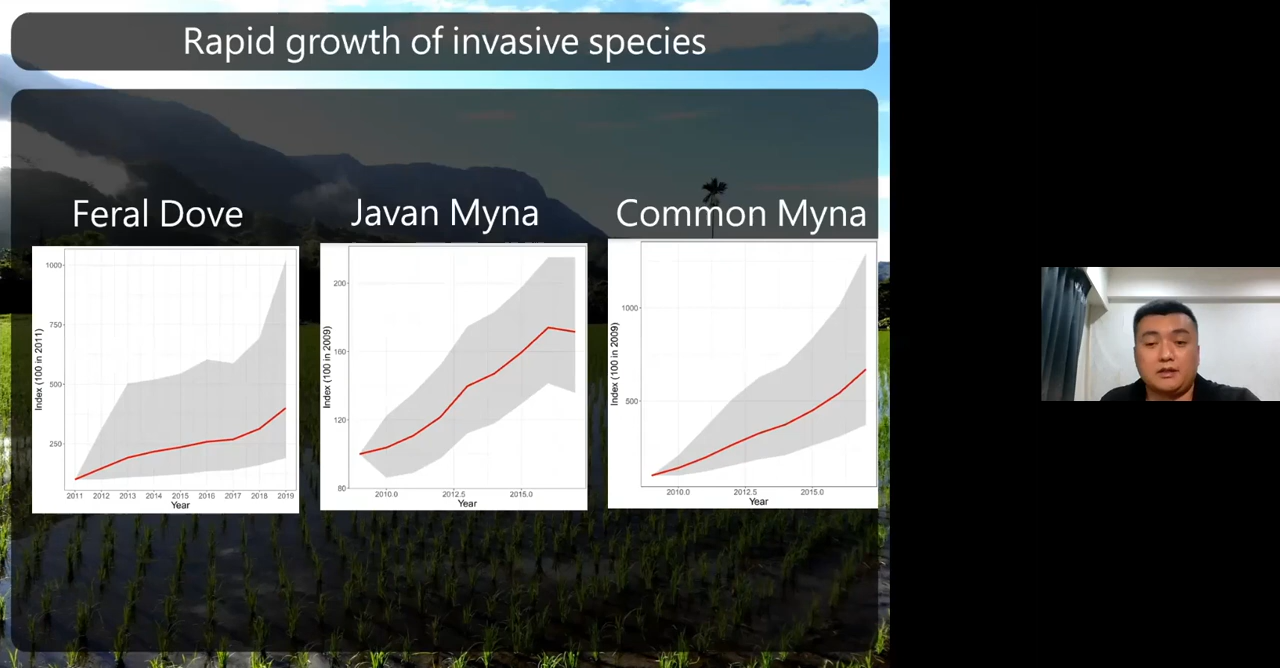 Rapid growth of invasive species
Feral Dove
Javan Myna
Common Myna
Index (100 in 2011)
1000
750
500
250
2011 2012 2013 2014 2015 2016 2017 2018 2019
Year
Index (100 in 2009)
200
160
120
80
2010.0 2012.5 2015.0
Year
Index (100 in 2009)
1000
500
2010.0 2012.5 2015.0
Year